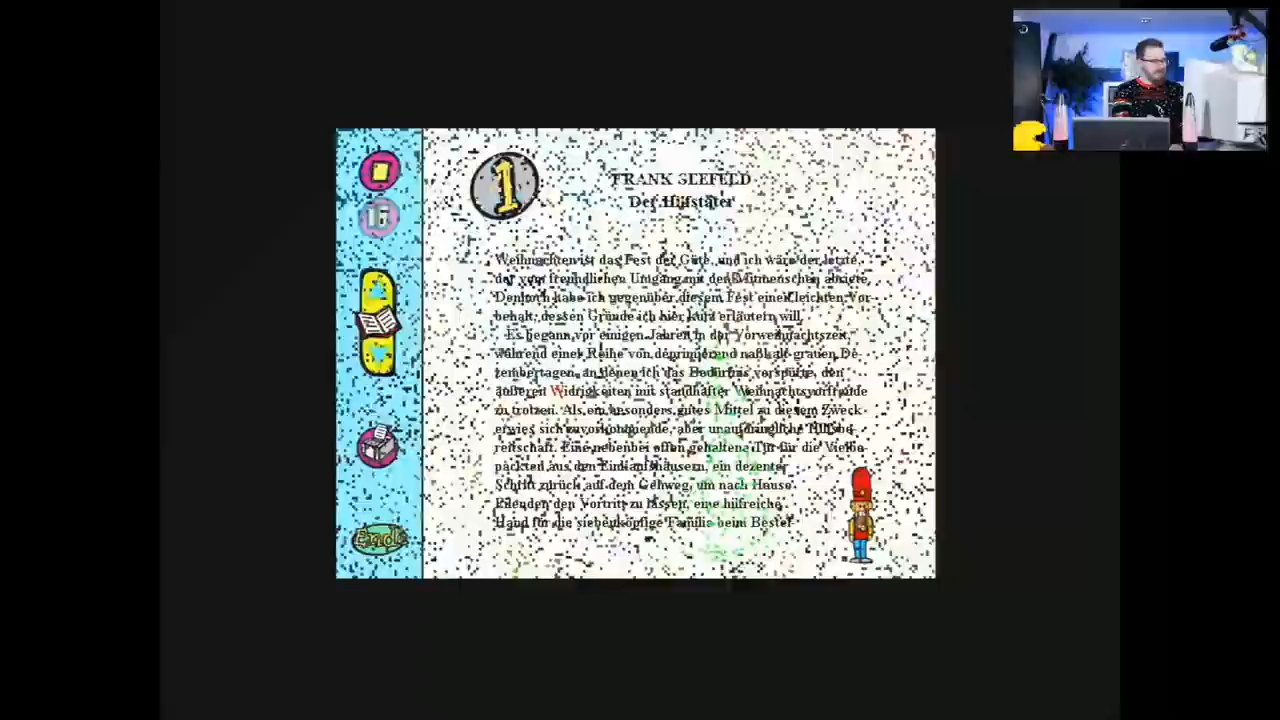 1
FRANK SEEFELD
Der Hilfstäter
Weihnachten ist das Fest der Güte, und ich wäre der letzte,
der vom freundlichen Umgang mit den Mitmenschen abriete.
Dennoch habe ich gegenüber diesem Fest einen leichten Vor-
behalt, dessen Gründe ich hier kurz erläutern will.
Es begann vor einigen Jahren in der Vorweihnachtszeit,
während einer Reihe von deprimierend naßkalt-grauen De-
zembertagen, an denen ich das Bedürfnis verspürte, den
äußeren Widrigkeiten mit standhafter Weihnachtsvorfreude
zu trotzen. Als ein besonders gutes Mittel zu diesem Zweck
erwies sich zuvorkommende, aber unaufdringliche Hilfsbe-
reitschaft. Eine nebenbei offen gehaltene Tür für die Vielbe-
packten aus den Einkaufshäusern, ein dezenter
Schritt zurück auf dem Gehweg, um nach Hause
Eilenden den Vortritt zu lassen, eine hilfreiche
Hand für die siebenköpfige Familie beim Bestei-
Ende